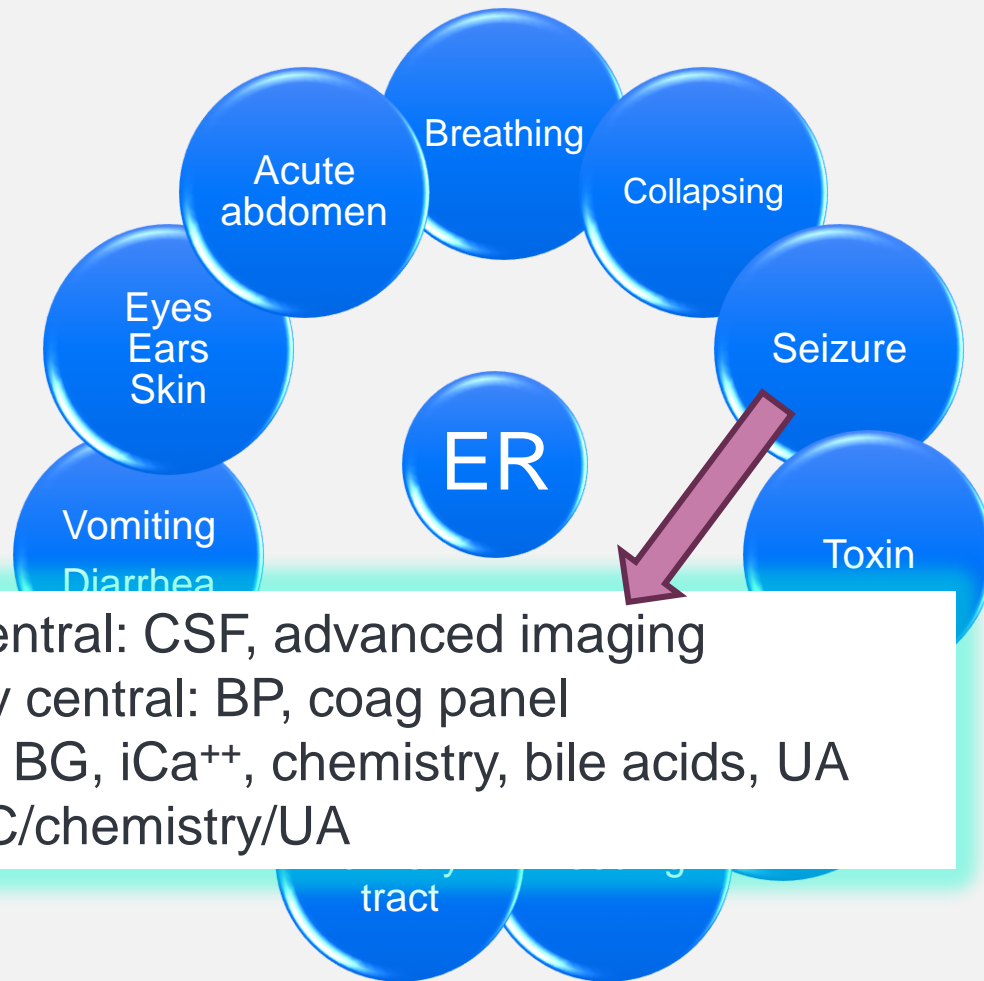 Breathing
Acute
abdomen
Collapsing
Eyes
Ears
Skin
Seizure
ER
Vomiting
Diarrhea
Toxin
central: CSF, advanced imaging
central: BP, coag panel
BG, iCa⁺⁺, chemistry, bile acids, UA
C/chemistry/UA
tract